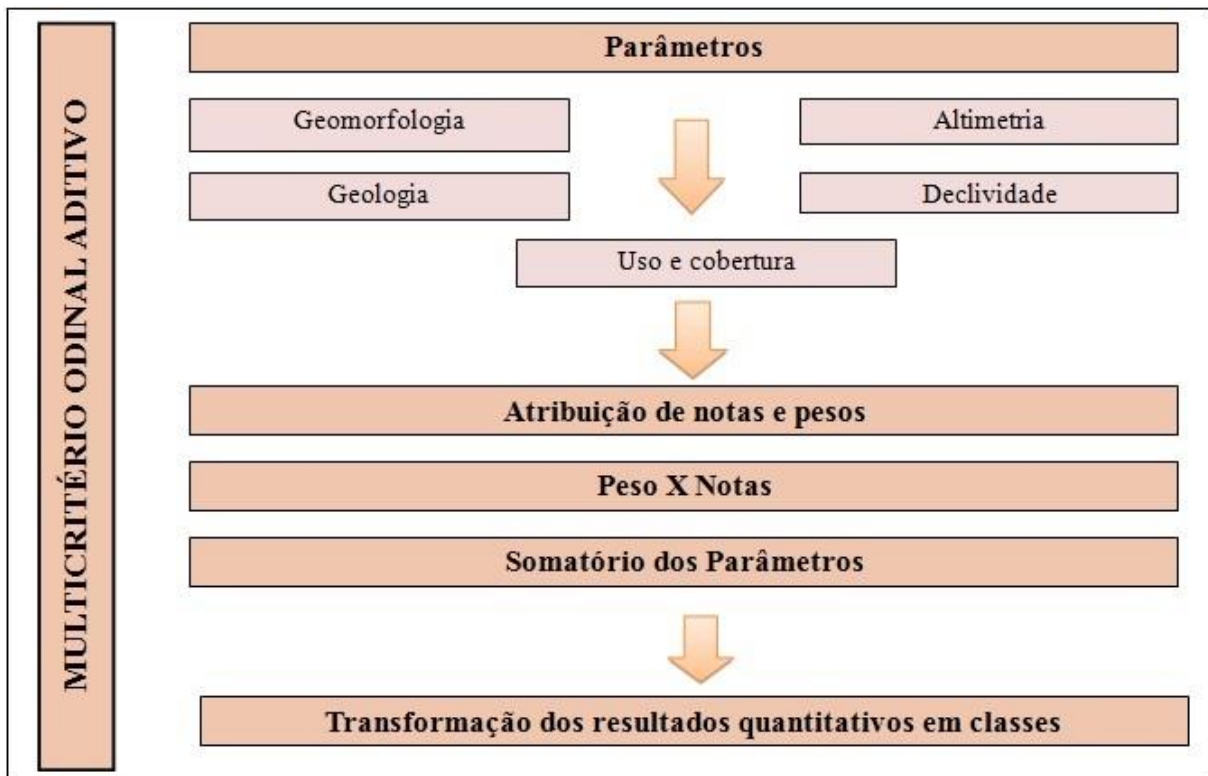 MULTICRITÉRIO ODINAL ADITIVO
Parâmetros
Geomorfologia
Altimetria
Geologia
Declividade
Uso e cobertura
Atribuição de notas e pesos
Peso X Notas
Somatório dos Parâmetros
Transformação dos resultados quantitativos em classes